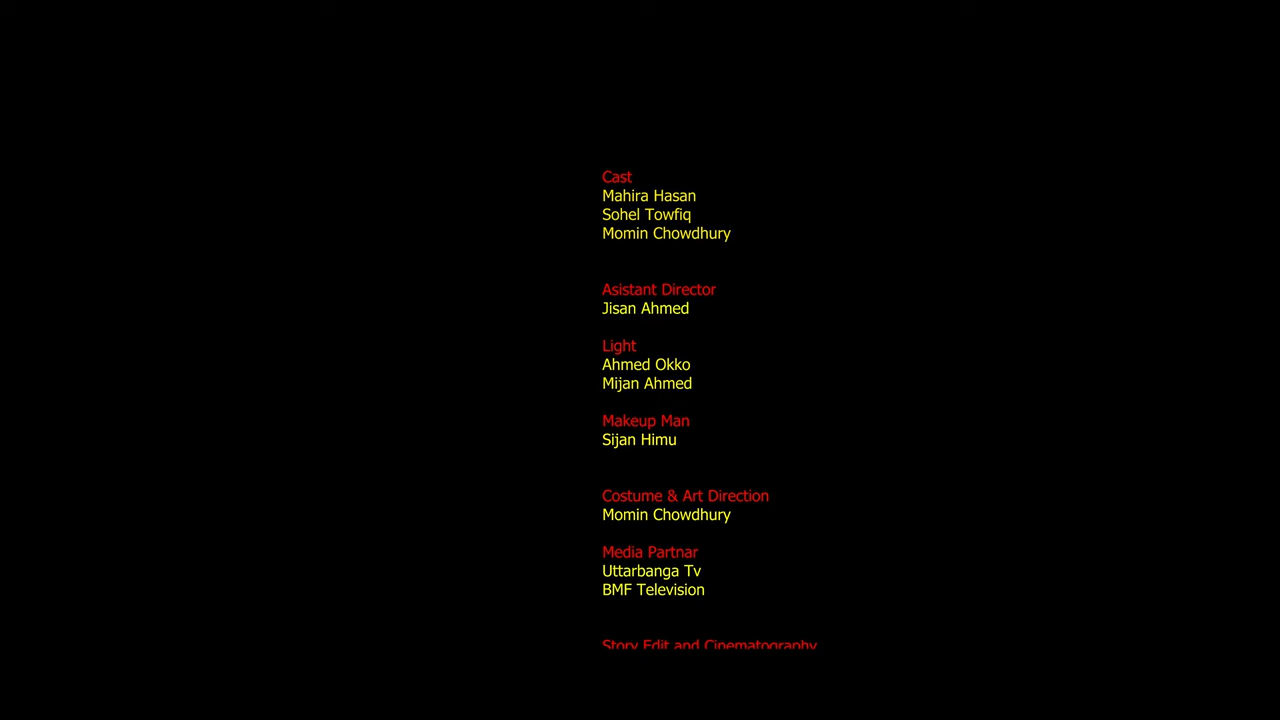 Cast
Mahira Hasan
Sohel Towfiq
Momin Chowdhury
Asistant Director
Jisan Ahmed
Light
Ahmed Okko
Mijan Ahmed
Makeup Man
Sijan Himu
Costume & Art Direction
Momin Chowdhury
Media Partnar
Uttarbanga Tv
BMF Television
Story Edit and Cinematography